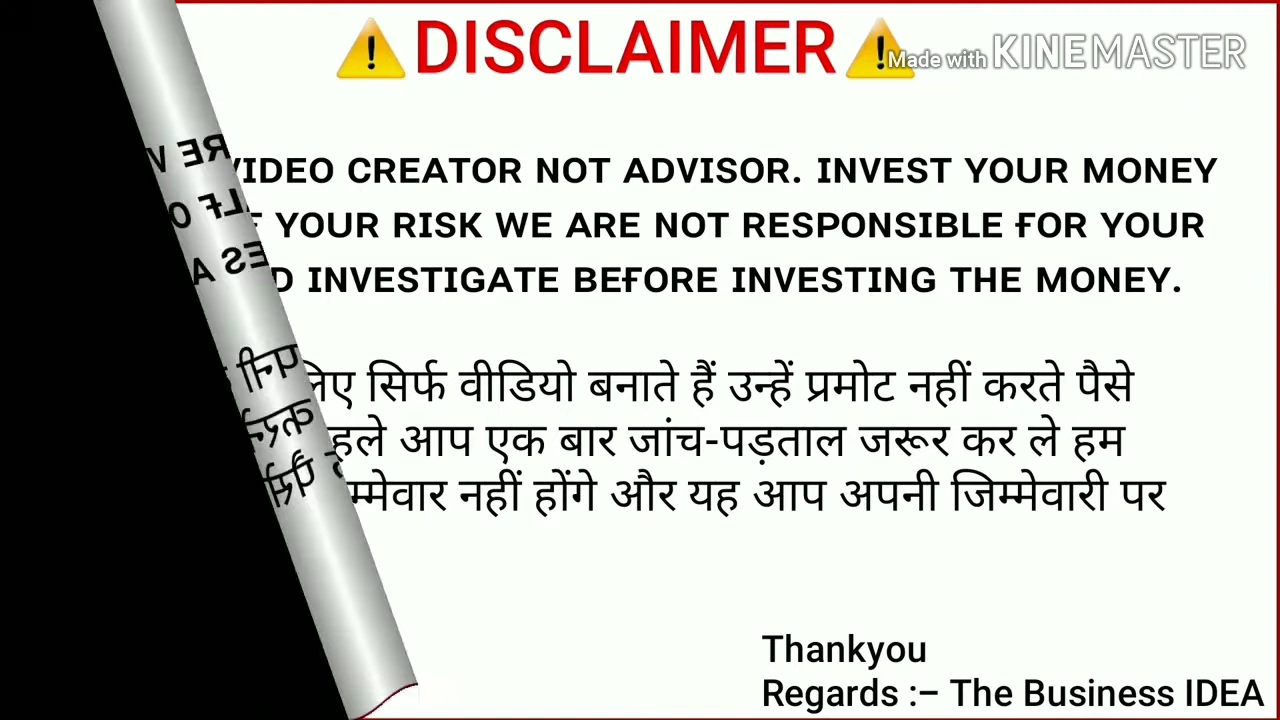 ⚠️DISCLAIMER⚠️
Made with KINEMASTER
VIDEO CREATOR NOT ADVISOR. INVEST YOUR MONEY
YOUR RISK WE ARE NOT RESPONSIBLE FOR YOUR
INVESTIGATE BEFORE INVESTING THE MONEY.
सिर्फ वीडियो बनाते हैं उन्हें प्रमोट नहीं करते पैसे
आप एक बार जांच-पड़ताल जरूर कर ले हम
नहीं होंगे और यह आप अपनी जिम्मेवारी पर
Thankyou
Regards :– The Business IDEA